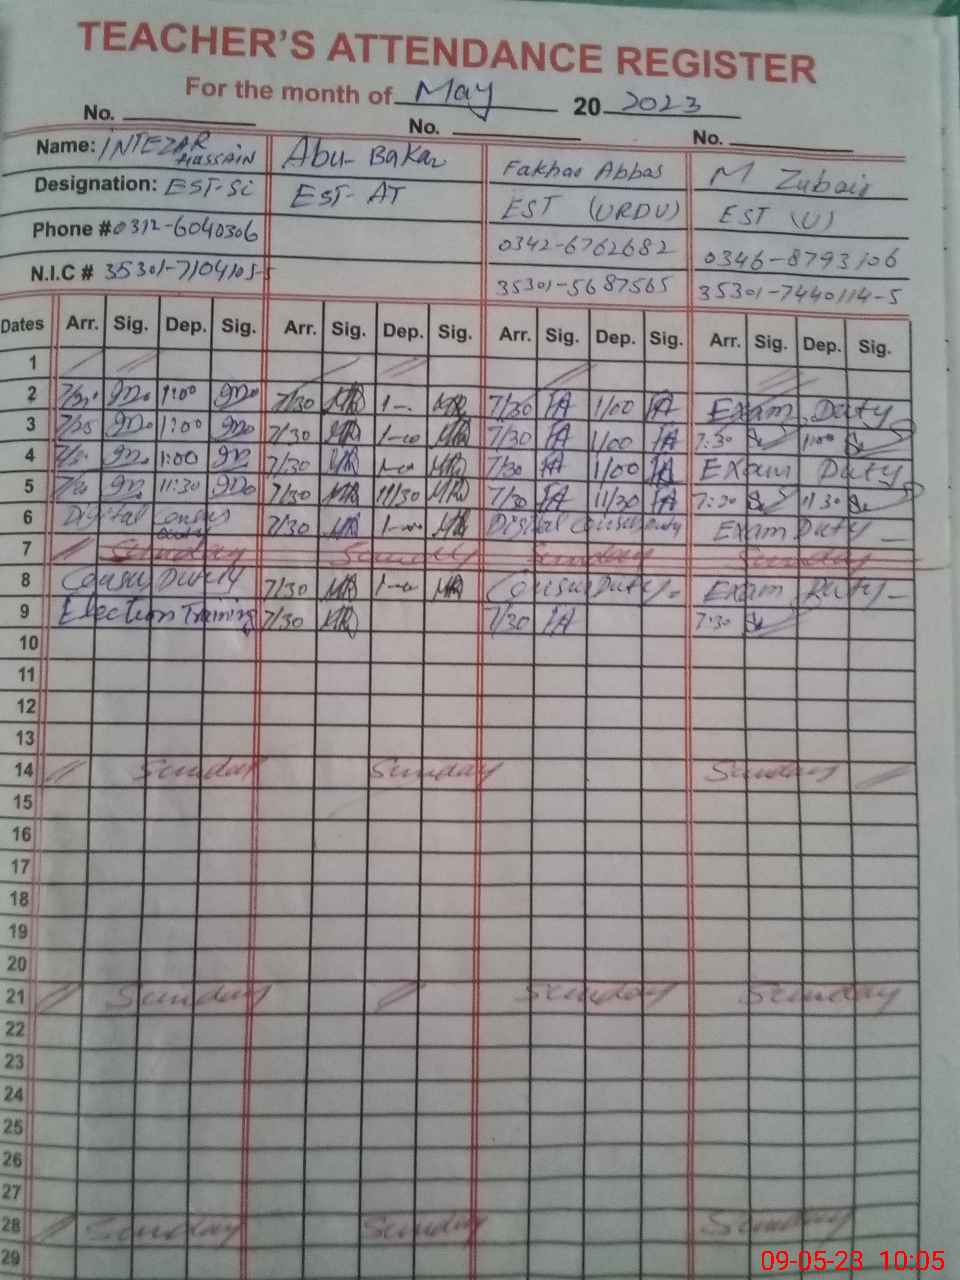 TEACHER'S ATTENDANCE REGISTER
For the month of May 20 2023
No. No. No.
Name: INTEZAR HUSSAIN Abu-Bakar Fakhar Abbas M Zubair
Designation: EST-SC EST-AT EST (URDU) EST (U)
Phone # 0312-6040306 0342-6762682 0346-8793106
N.I.C # 35301-7104105-5 35301-5687565 35301-7440114-5
Dates Arr. Sig. Dep. Sig. Arr. Sig. Dep. Sig. Arr. Sig. Dep. Sig. Arr. Sig. Dep. Sig.
1
2 1:00 7/30 7/30 1/00 Exam Duty
3 1:00 7/30 1-00 7/30 1/00 7:30 1:00
4 1:00 7/30 7/30 1/00 Exam Duty
5 11:30 7/30 11/30 7/30 11/30 7:30 11:30
6 Digital Census Duty 7/30 Digital Census Duty Exam Duty
7 Sunday Sunday Sunday Sunday
8 Census Duty 7/30 Census Duty Exam Duty
9 Election Training 7/30 7/30 7:30
10
11
12
13
14 Sunday Sunday Sunday
15
16
17
18
19
20
21 Sunday Sunday Sunday
22
23
24
25
26
27
28 Sunday Sunday Sunday
29
09-05-23 10:05